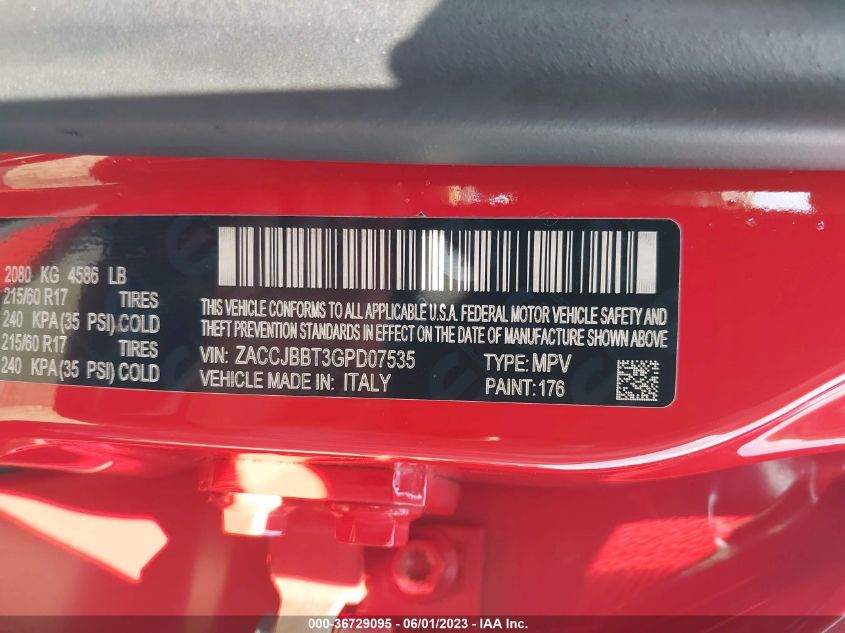 2080 KG 4586 LB
215/60 R17 TIRES
240 KPA(35 PSI) COLD
215/60 R17 TIRES
240 KPA(35 PSI) COLD
THIS VEHICLE CONFORMS TO ALL APPLICABLE U.S.A. FEDERAL MOTOR VEHICLE SAFETY AND
THEFT PREVENTION STANDARDS IN EFFECT ON THE DATE OF MANUFACTURE SHOWN ABOVE
VIN: ZACCJBBT3GPD07535 TYPE: MPV
VEHICLE MADE IN: ITALY PAINT:176
000-36729095 - 06/01/2023 - IAA Inc.